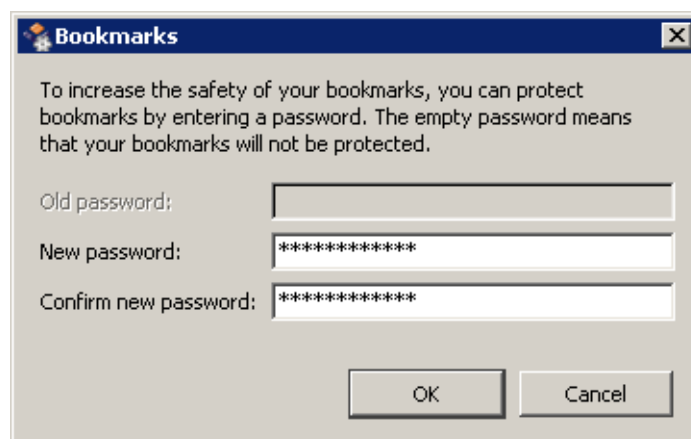 Bookmarks
To increase the safety of your bookmarks, you can protect
bookmarks by entering a password. The empty password means
that your bookmarks will not be protected.
Old password:
New password: ************
Confirm new password: ************
OK Cancel